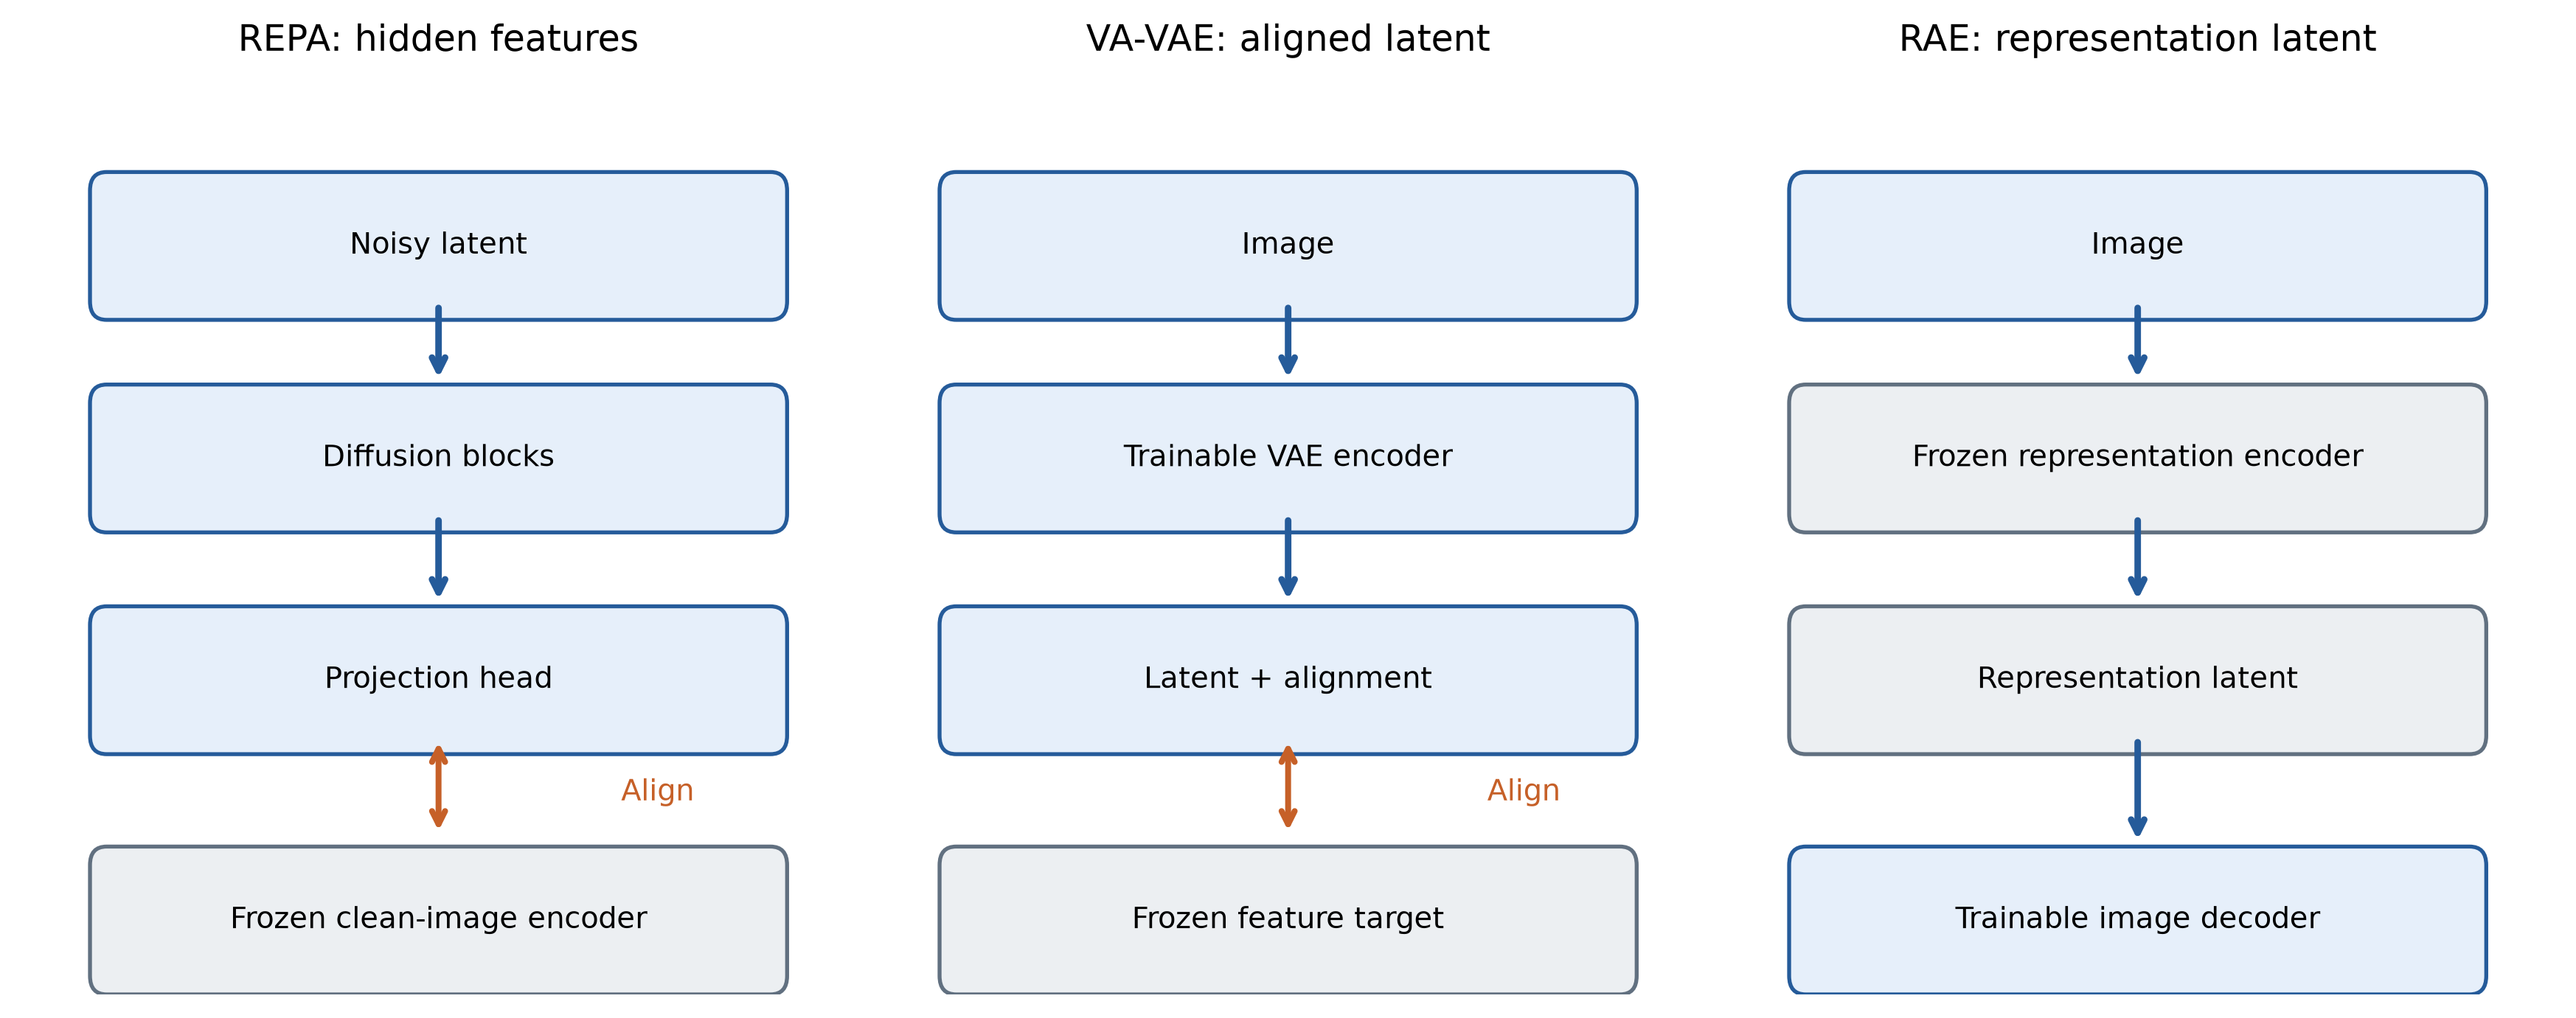 REPA: hidden features
Noisy latent
Diffusion blocks
Projection head
Align
Frozen clean-image encoder
VA-VAE: aligned latent
Image
Trainable VAE encoder
Latent + alignment
Align
Frozen feature target
RAE: representation latent
Image
Frozen representation encoder
Representation latent
Trainable image decoder